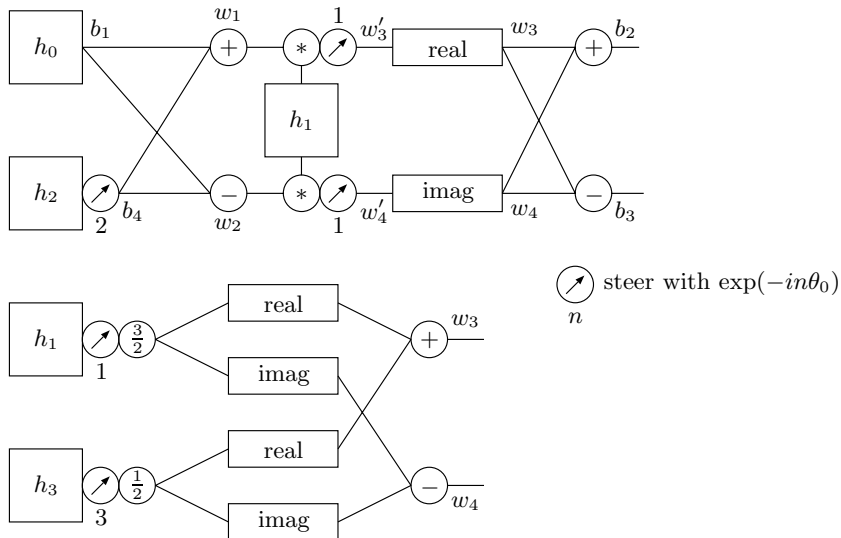 h₀ b₁ w₁ + * 1 w₃′ real w₃ + b₂
h₁
h₂ 2 b₄ − w₂ * 1 w₄′ imag w₄ − b₃
steer with exp(−inθ₀)
n
h₁ 1 3/2 real + w₃
imag
h₃ 3 1/2 real − w₄
imag